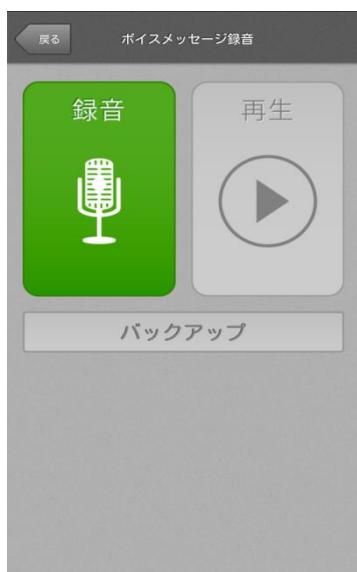 戻る
ボイスメッセージ録音
録音
再生
バックアップ